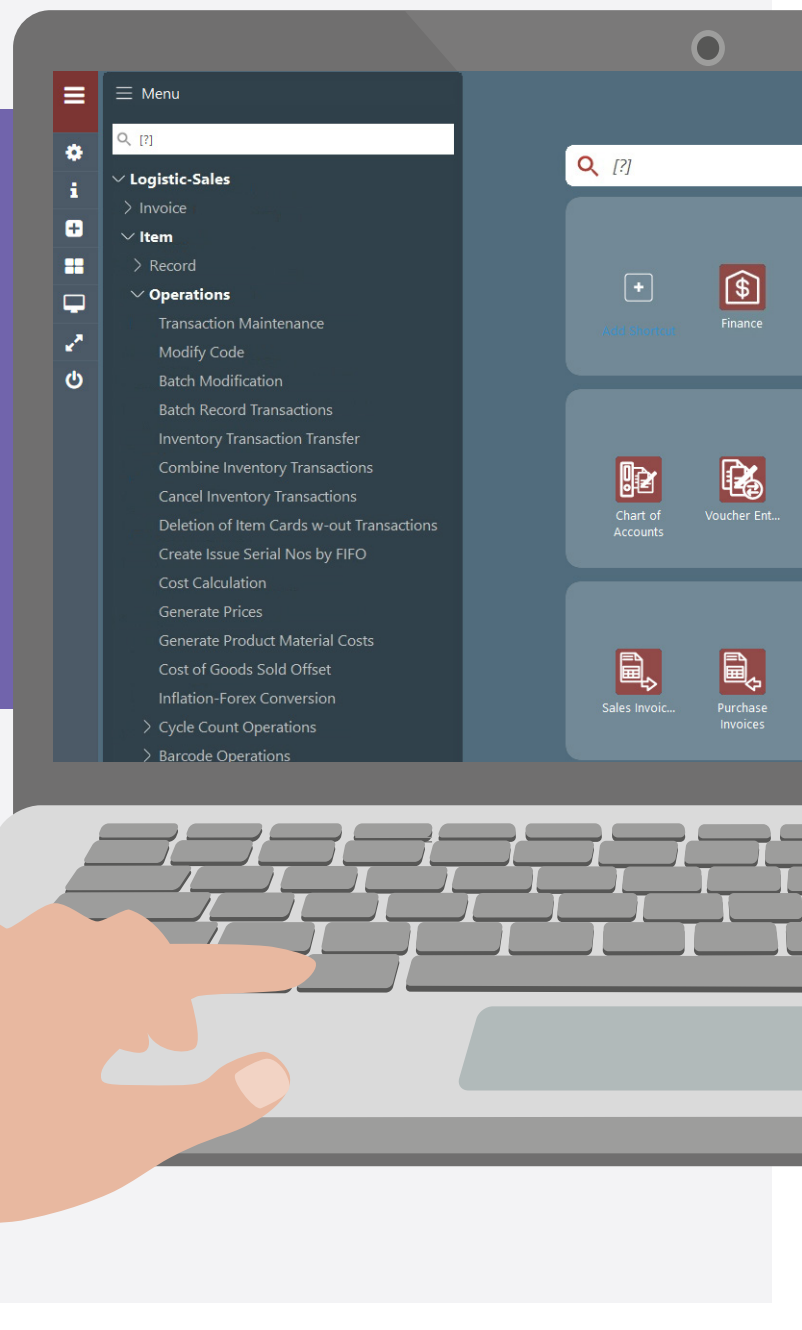 Menu
[?]
Logistic-Sales
Invoice
Item
Record
Operations
Transaction Maintenance
Modify Code
Batch Modification
Batch Record Transactions
Inventory Transaction Transfer
Combine Inventory Transactions
Cancel Inventory Transactions
Deletion of Item Cards w-out Transactions
Create Issue Serial Nos by FIFO
Cost Calculation
Generate Prices
Generate Product Material Costs
Cost of Goods Sold Offset
Inflation-Forex Conversion
Cycle Count Operations
Barcode Operations
[?]
Add Shortcut
Finance
Chart of
Accounts
Voucher Ent...
Sales Invoic...
Purchase
Invoices